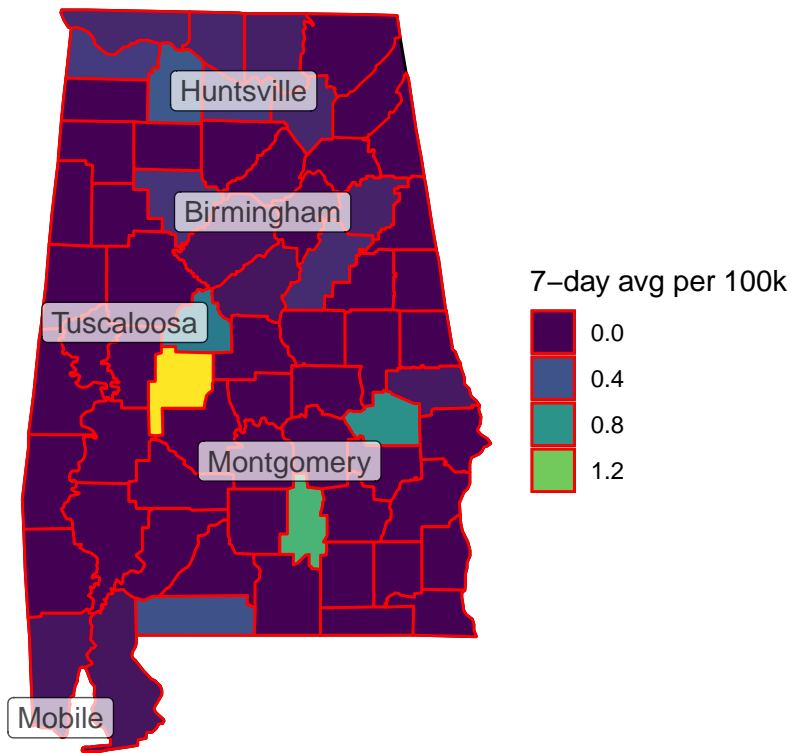 Huntsville
Birmingham
7−day avg per 100k
0.0
Tuscaloosa
0.4
0.8
Montgomery
1.2
Mobile